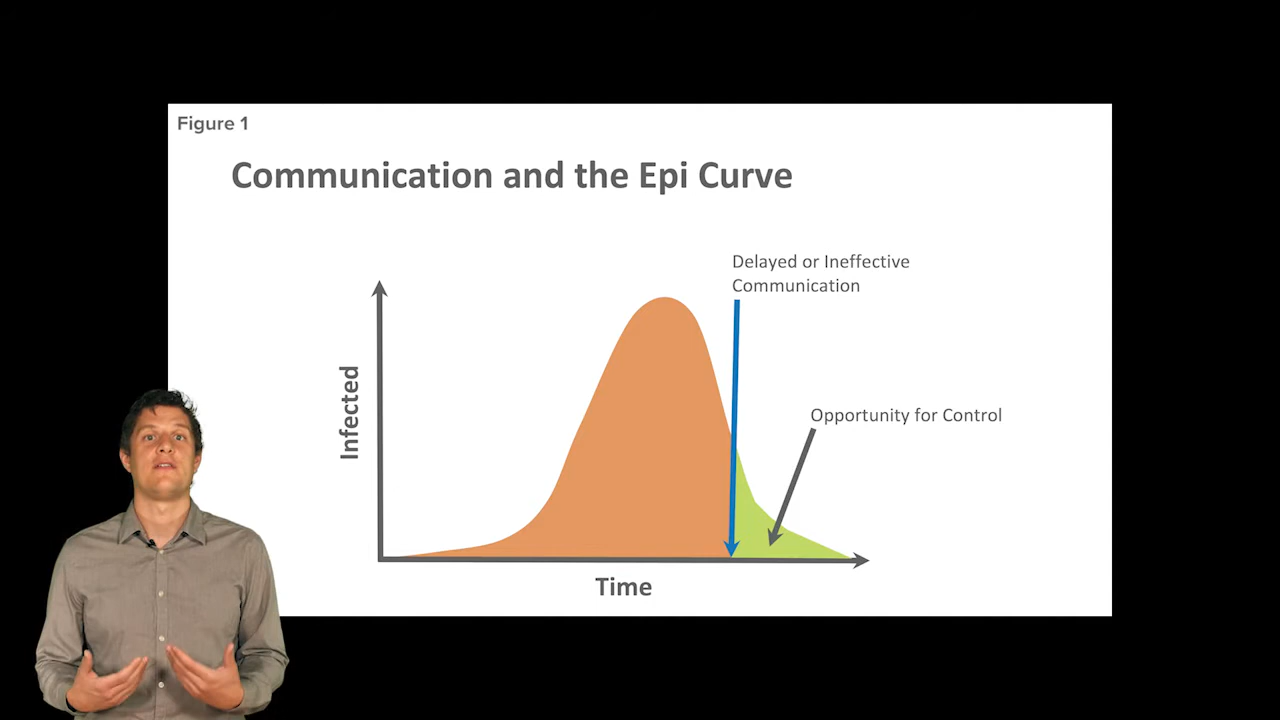 Figure 1
Communication and the Epi Curve
Delayed or Ineffective
Communication
Opportunity for Control
Infected
Time